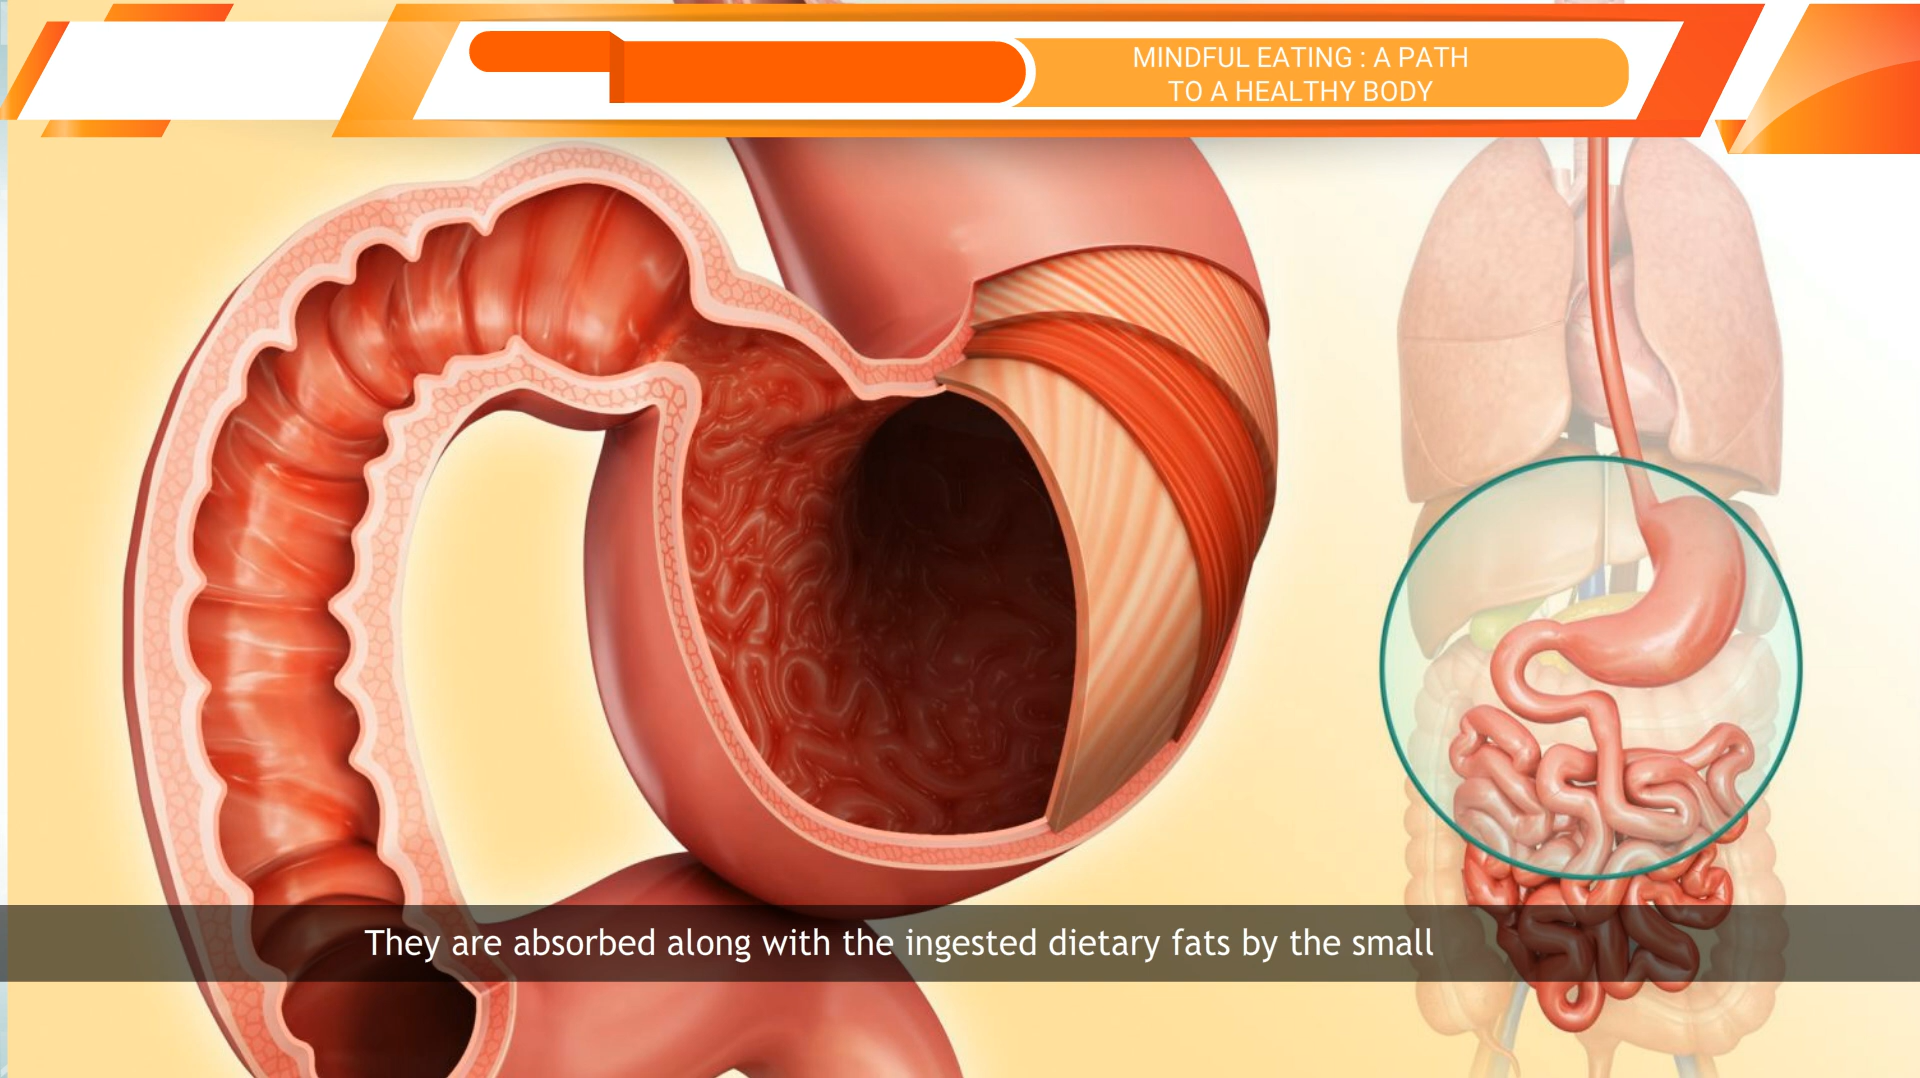 MINDFUL EATING : A PATH
TO A HEALTHY BODY
They are absorbed along with the ingested dietary fats by the small